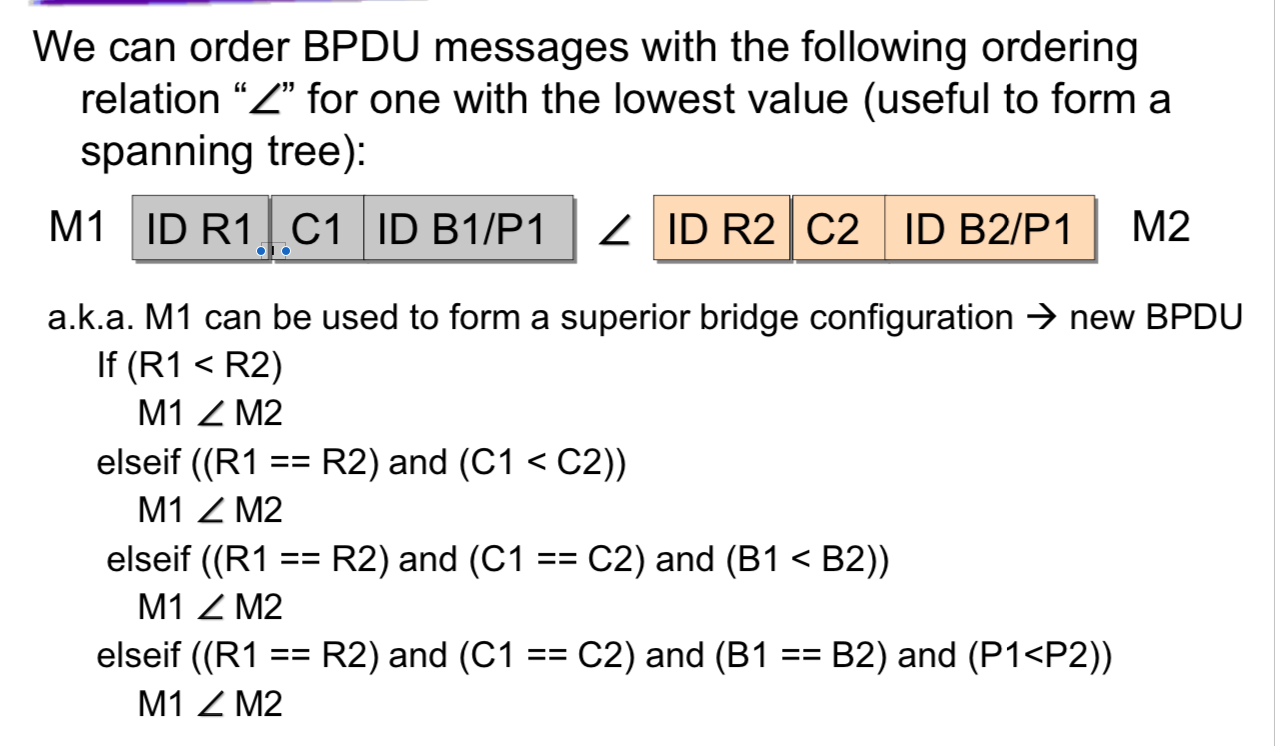 We can order BPDU messages with the following ordering
relation “∠” for one with the lowest value (useful to form a
spanning tree):
M1 ID R1 C1 ID B1/P1 ∠ ID R2 C2 ID B2/P1 M2
a.k.a. M1 can be used to form a superior bridge configuration → new BPDU
If (R1 < R2)
M1 ∠ M2
elseif ((R1 == R2) and (C1 < C2))
M1 ∠ M2
elseif ((R1 == R2) and (C1 == C2) and (B1 < B2))
M1 ∠ M2
elseif ((R1 == R2) and (C1 == C2) and (B1 == B2) and (P1<P2))
M1 ∠ M2